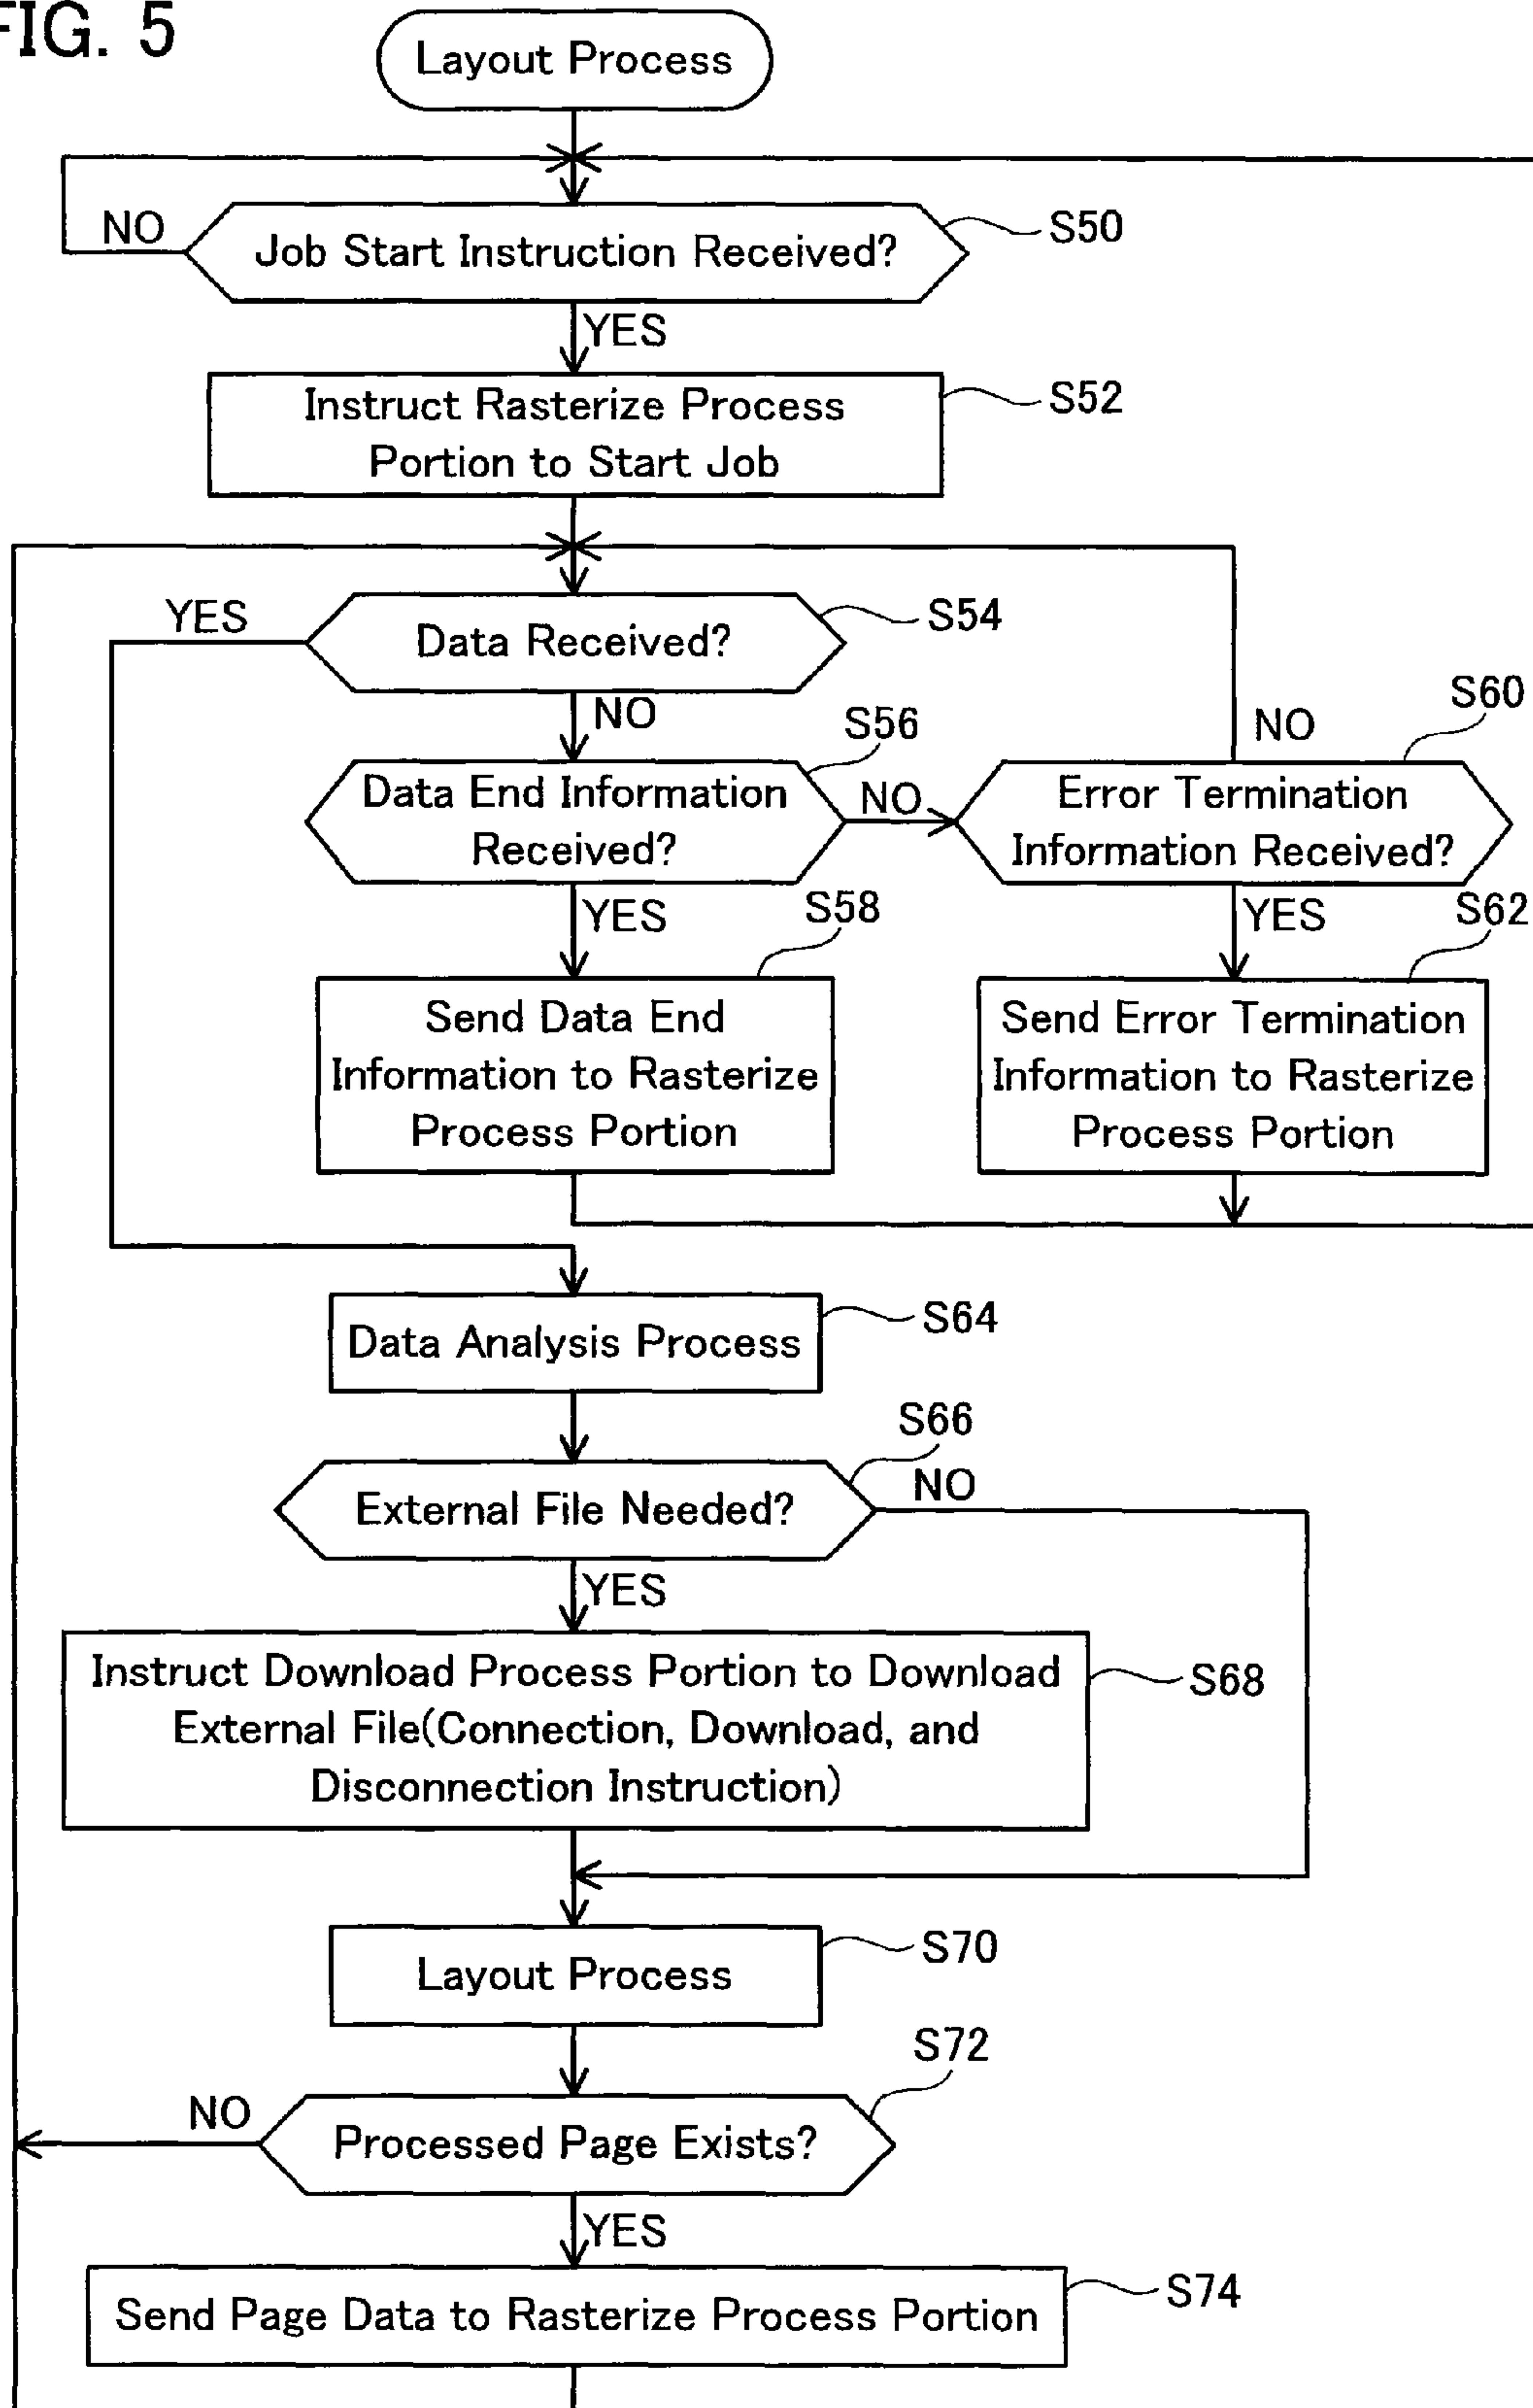 FIG. 5
Layout Process
NO
Job Start Instruction Received?
S50
YES
Instruct Rasterize Process
Portion to Start Job
S52
YES
Data Received?
S54
NO
S56
Data End Information
Received?
NO
S60
NO
Error Termination
Information Received?
YES
S58
Send Data End
Information to Rasterize
Process Portion
YES
S62
Send Error Termination
Information to Rasterize
Process Portion
Data Analysis Process
S64
S66
External File Needed?
NO
YES
Instruct Download Process Portion to Download
External File(Connection, Download, and
Disconnection Instruction)
S68
Layout Process
S70
S72
NO
Processed Page Exists?
YES
Send Page Data to Rasterize Process Portion
S74